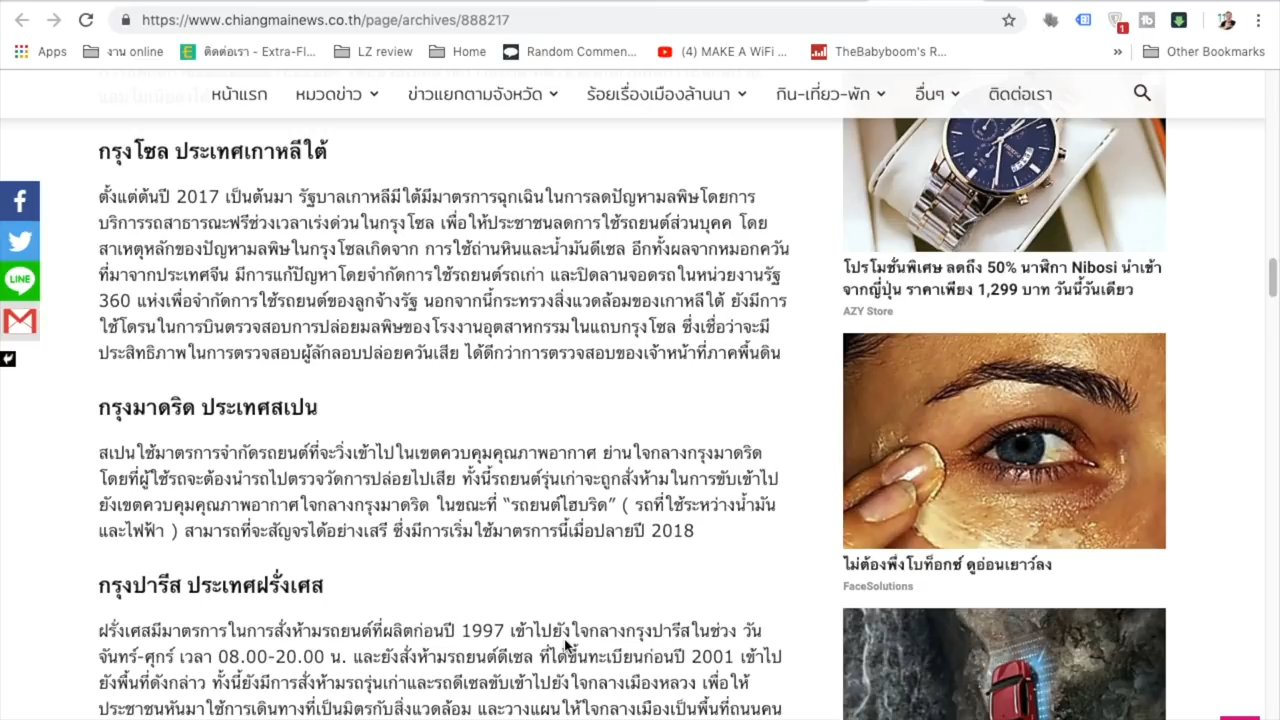 https://www.chiangmainews.co.th/page/archives/888217
Apps
งาน online
ติดต่อเรา - Extra-Fl...
LZ review
Home
Random Commen...
(4) MAKE A WiFi ...
TheBabyboom's R...
»
Other Bookmarks
หน้าแรก
หมวดข่าว
ข่าวแยกตามจังหวัด
ร้อยเรื่องเมืองล้านนา
กิน-เที่ยว-พัก
อื่นๆ
ติดต่อเรา
กรุงโซล ประเทศเกาหลีใต้
ตั้งแต่ต้นปี 2017 เป็นต้นมา รัฐบาลเกาหลีมีใต้มีมาตรการฉุกเฉินในการลดปัญหามลพิษโดยการ
บริการรถสาธารณะฟรีช่วงเวลาเร่งด่วนในกรุงโซล เพื่อให้ประชาชนลดการใช้รถยนต์ส่วนบุคค โดย
สาเหตุหลักของปัญหามลพิษในกรุงโซลเกิดจาก การใช้ถ่านหินและน้ำมันดีเซล อีกทั้งผลจากหมอกควัน
ที่มาจากประเทศจีน มีการแก้ปัญหาโดยจำกัดการใช้รถยนต์รถเก่า และปิดลานจอดรถในหน่วยงานรัฐ
360 แห่งเพื่อจำกัดการใช้รถยนต์ของลูกจ้างรัฐ นอกจากนี้กระทรวงสิ่งแวดล้อมของเกาหลีใต้ ยังมีการ
ใช้โดรนในการบินตรวจสอบการปล่อยมลพิษของโรงงานอุตสาหกรรมในแถบกรุงโซล ซึ่งเชื่อว่าจะมี
ประสิทธิภาพในการตรวจสอบผู้ลักลอบปล่อยควันเสีย ได้ดีกว่าการตรวจสอบของเจ้าหน้าที่ภาคพื้นดิน
กรุงมาดริด ประเทศสเปน
สเปนใช้มาตรการจำกัดรถยนต์ที่จะวิ่งเข้าไปในเขตควบคุมคุณภาพอากาศ ย่านใจกลางกรุงมาดริด
โดยที่ผู้ใช้รถจะต้องนำรถไปตรวจวัดการปล่อยไปเสีย ทั้งนี้รถยนต์รุ่นเก่าจะถูกสั่งห้ามในการขับเข้าไป
ยังเขตควบคุมคุณภาพอากาศใจกลางกรุงมาดริด ในขณะที่ “รถยนต์ไฮบริด” ( รถที่ใช้ระหว่างน้ำมัน
และไฟฟ้า ) สามารถที่จะสัญจรได้อย่างเสรี ซึ่งมีการเริ่มใช้มาตรการนี้เมื่อปลายปี 2018
กรุงปารีส ประเทศฝรั่งเศส
ฝรั่งเศสมีมาตรการในการสั่งห้ามรถยนต์ที่ผลิตก่อนปี 1997 เข้าไปยังใจกลางกรุงปารีสในช่วง วัน
จันทร์-ศุกร์ เวลา 08.00-20.00 น. และยังสั่งห้ามรถยนต์ดีเซล ที่ได้ขึ้นทะเบียนก่อนปี 2001 เข้าไป
ยังพื้นที่ดังกล่าว ทั้งนี้ยังมีการสั่งห้ามรถรุ่นเก่าและรถดีเซลขับเข้าไปยังใจกลางเมืองหลวง เพื่อให้
ประชาชนหันมาใช้การเดินทางที่เป็นมิตรกับสิ่งแวดล้อม และวางแผนให้ใจกลางเมืองเป็นพื้นที่ถนนคน
LINE
โปรโมชั่นพิเศษ ลดถึง 50% นาฬิกา Nibosi นำเข้า
จากญี่ปุ่น ราคาเพียง 1,299 บาท วันนี้วันเดียว
AZY Store
ไม่ต้องพึ่งโบท็อกซ์ ดูอ่อนเยาว์ลง
FaceSolutions